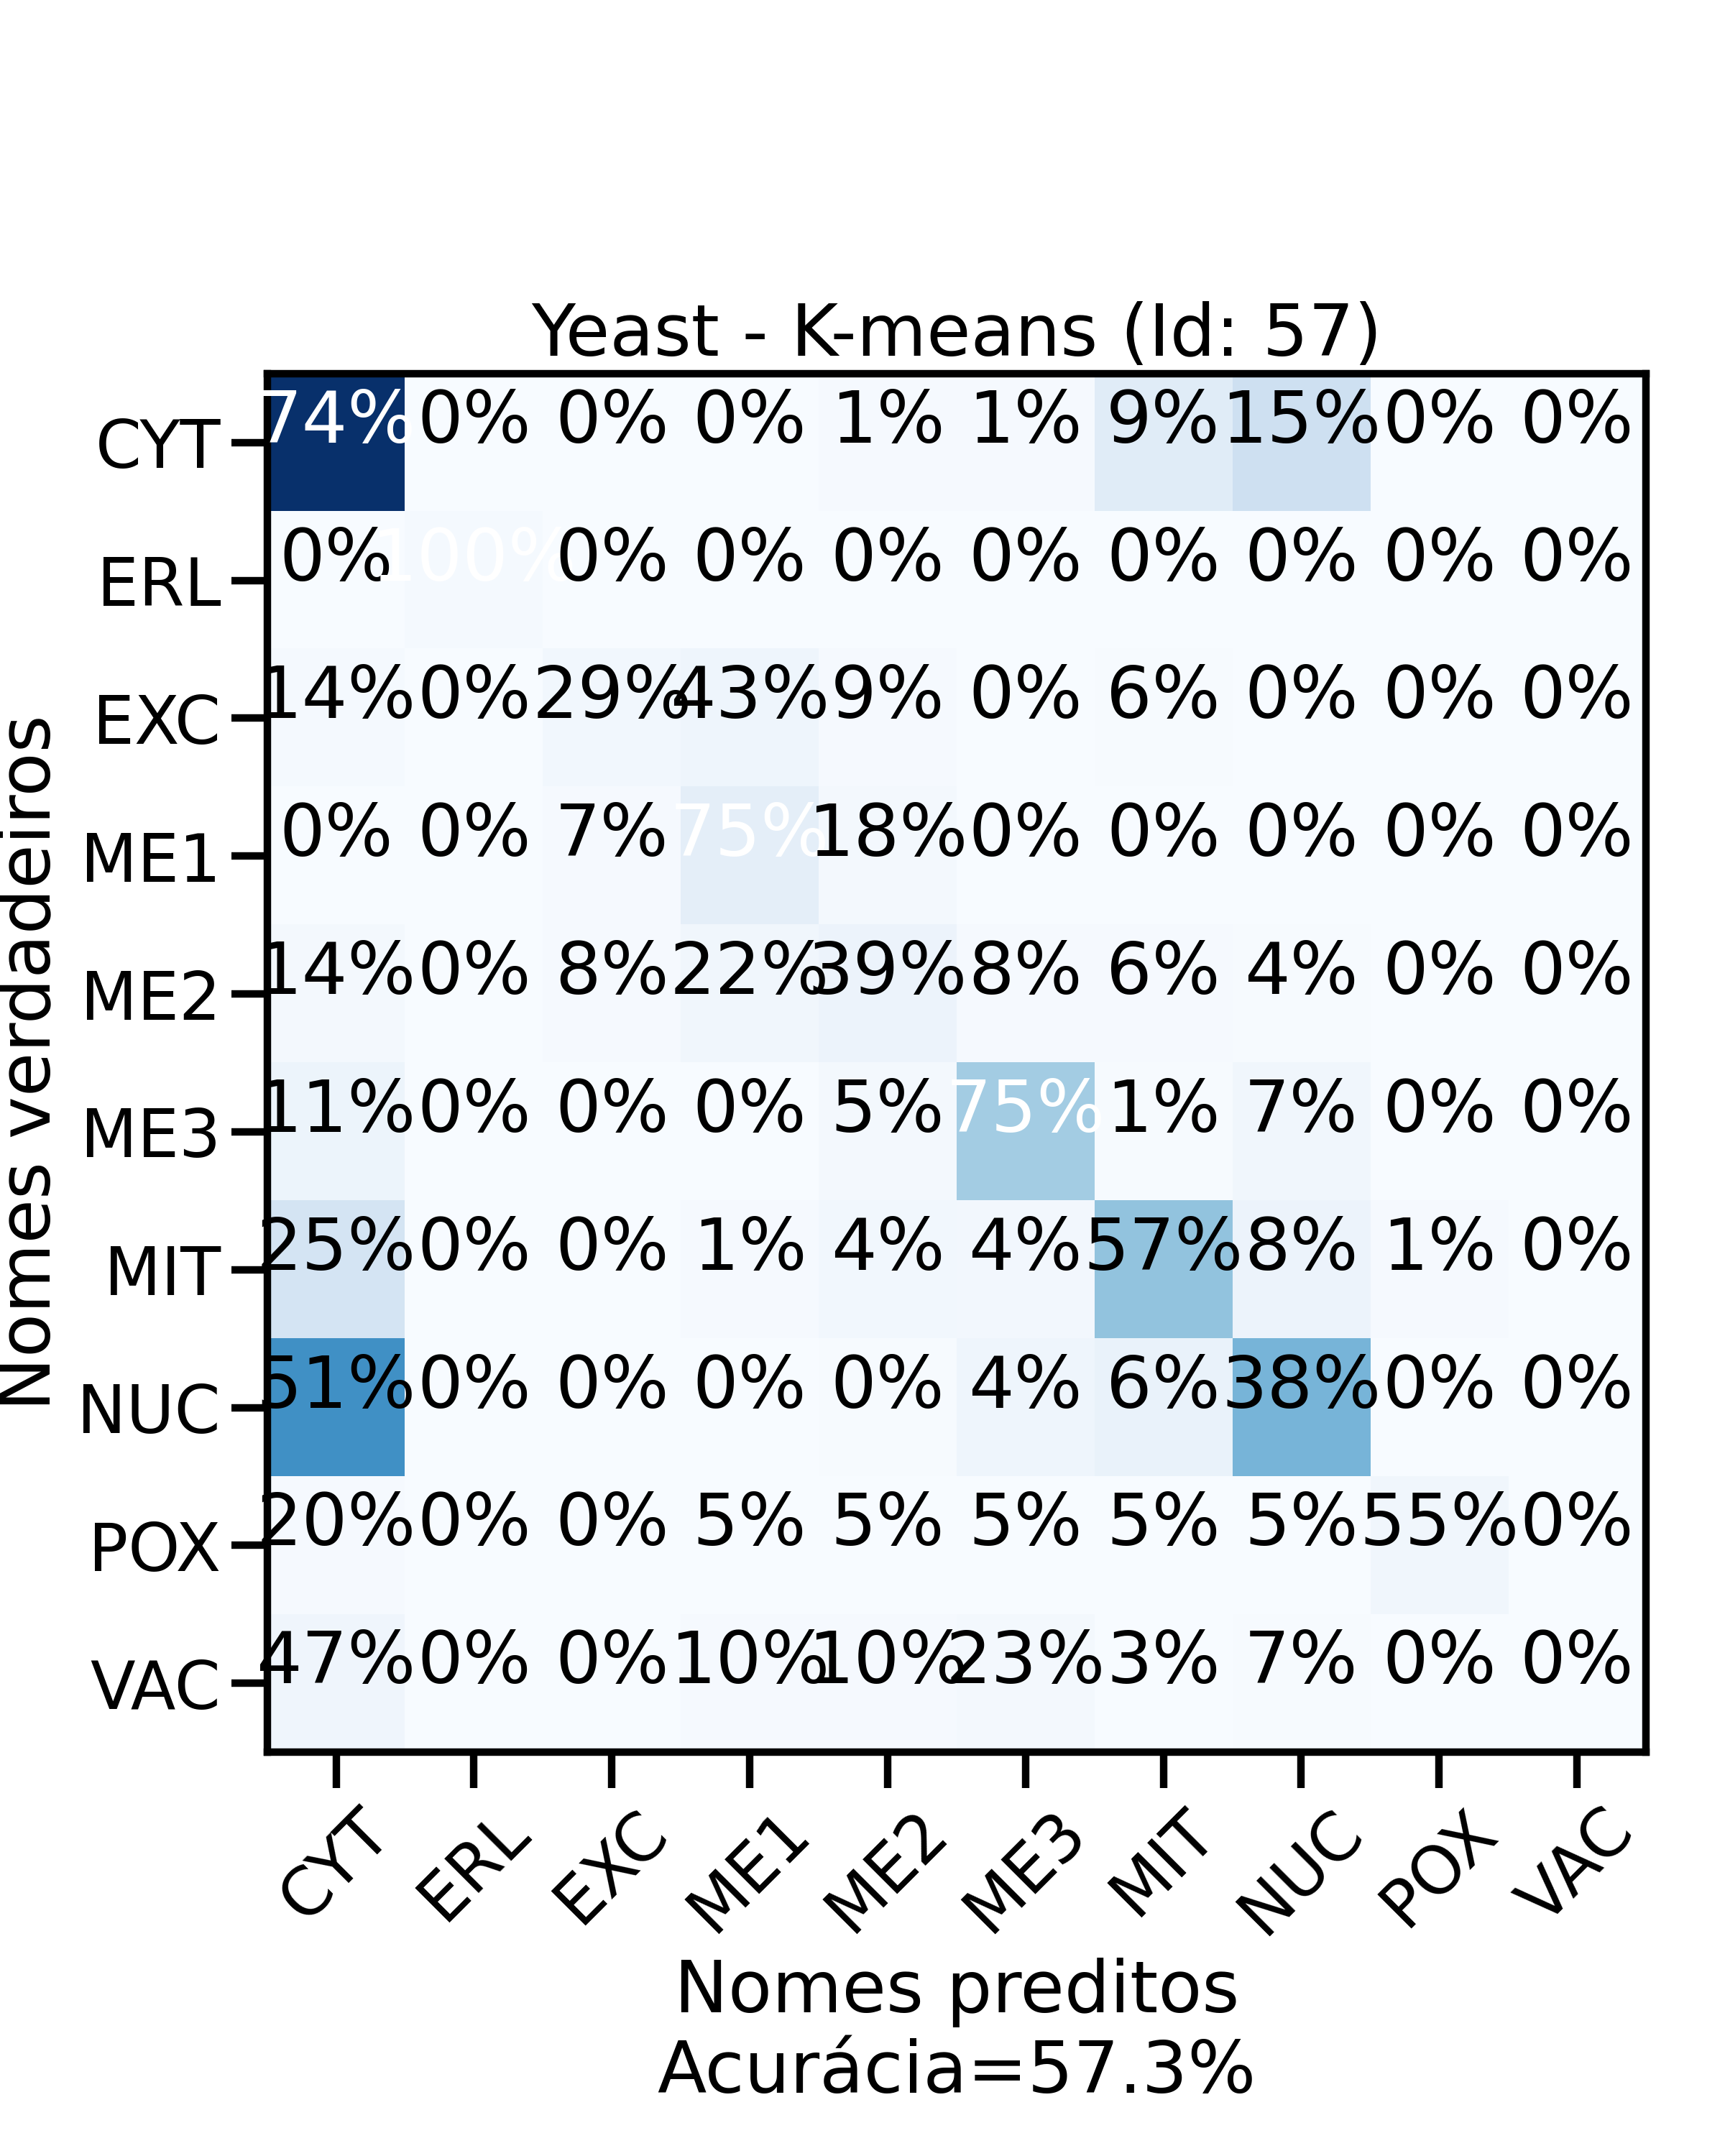 Yeast - K-means (Id: 57)
Nomes verdadeiros
CYT 74% 0% 0% 0% 1% 1% 9% 15% 0% 0%
ERL 0% 100% 0% 0% 0% 0% 0% 0% 0% 0%
EXC 14% 0% 29% 43% 9% 0% 6% 0% 0% 0%
ME1 0% 0% 7% 75% 18% 0% 0% 0% 0% 0%
ME2 14% 0% 8% 22% 39% 8% 6% 4% 0% 0%
ME3 11% 0% 0% 0% 5% 75% 1% 7% 0% 0%
MIT 25% 0% 0% 1% 4% 4% 57% 8% 1% 0%
NUC 51% 0% 0% 0% 0% 4% 6% 38% 0% 0%
POX 20% 0% 0% 5% 5% 5% 5% 5% 55% 0%
VAC 47% 0% 0% 10% 10% 23% 3% 7% 0% 0%
CYT ERL EXC ME1 ME2 ME3 MIT NUC POX VAC
Nomes preditos
Acurácia=57.3%